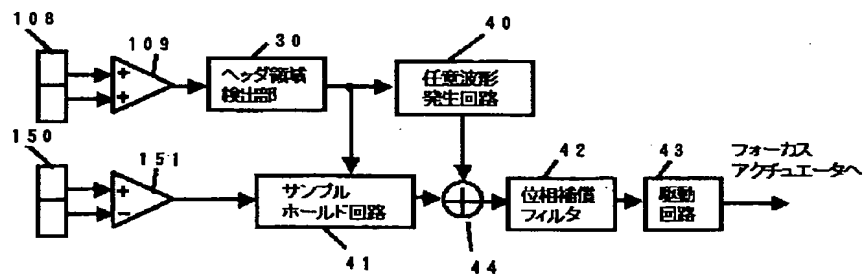 108
109
30
40
ヘッダ領域
検出部
任意波形
発生回路
150
151
サンプル
ホールド回路
41
44
42
位相補償
フィルタ
43
駆動
回路
フォーカス
アクチュエータへ
+
+
+
−